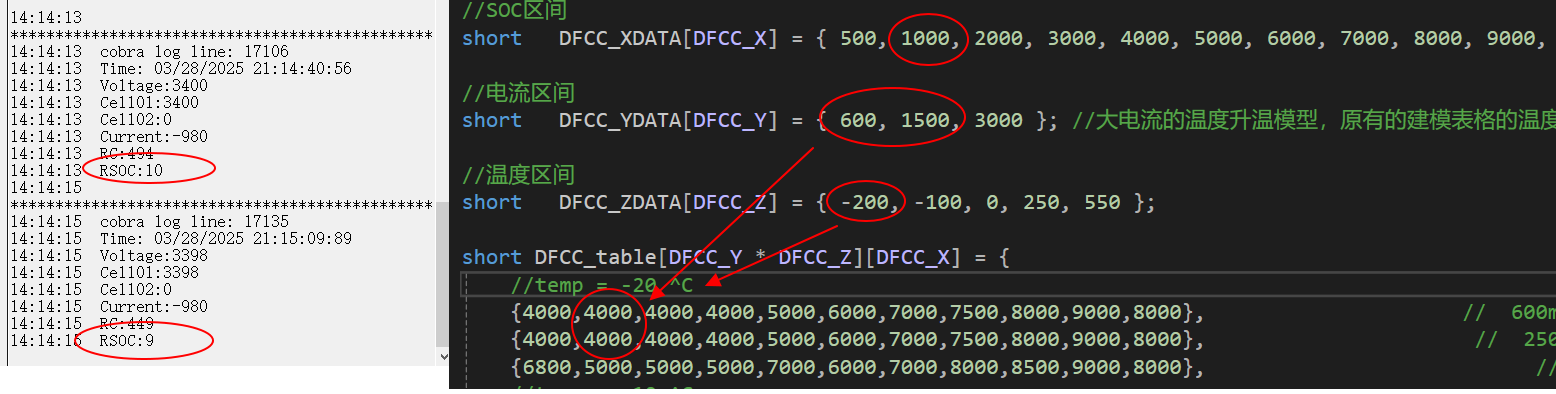 14:14:13
**************************************************
14:14:13  cobra log line: 17106
14:14:13  Time: 03/28/2025 21:14:40:56
14:14:13  Voltage:3400
14:14:13  Cell01:3400
14:14:13  Cell02:0
14:14:13  Current:-980
14:14:13  RC:494
14:14:13  RSOC:10
14:14:15
**************************************************
14:14:15  cobra log line: 17135
14:14:15  Time: 03/28/2025 21:15:09:89
14:14:15  Voltage:3398
14:14:15  Cell01:3398
14:14:15  Cell02:0
14:14:15  Current:-980
14:14:15  RC:449
14:14:15  RSOC:9
//SOC区间
short   DFCC_XDATA[DFCC_X] = { 500, 1000, 2000, 3000, 4000, 5000, 6000, 7000, 8000, 9000,
//电流区间
short   DFCC_YDATA[DFCC_Y] = { 600, 1500, 3000 }; //大电流的温度升温模型，原有的建模表格的温度
//温度区间
short   DFCC_ZDATA[DFCC_Z] = { -200, -100, 0, 250, 550 };
short DFCC_table[DFCC_Y * DFCC_Z][DFCC_X] = {
//temp = -20 ^C
{4000,4000,4000,4000,5000,6000,7000,7500,8000,9000,8000},  //  600m
{4000,4000,4000,4000,5000,6000,7000,7500,8000,9000,8000},  //  250
{6800,5000,5000,5000,7000,6000,7000,8000,8500,9000,8000},  //